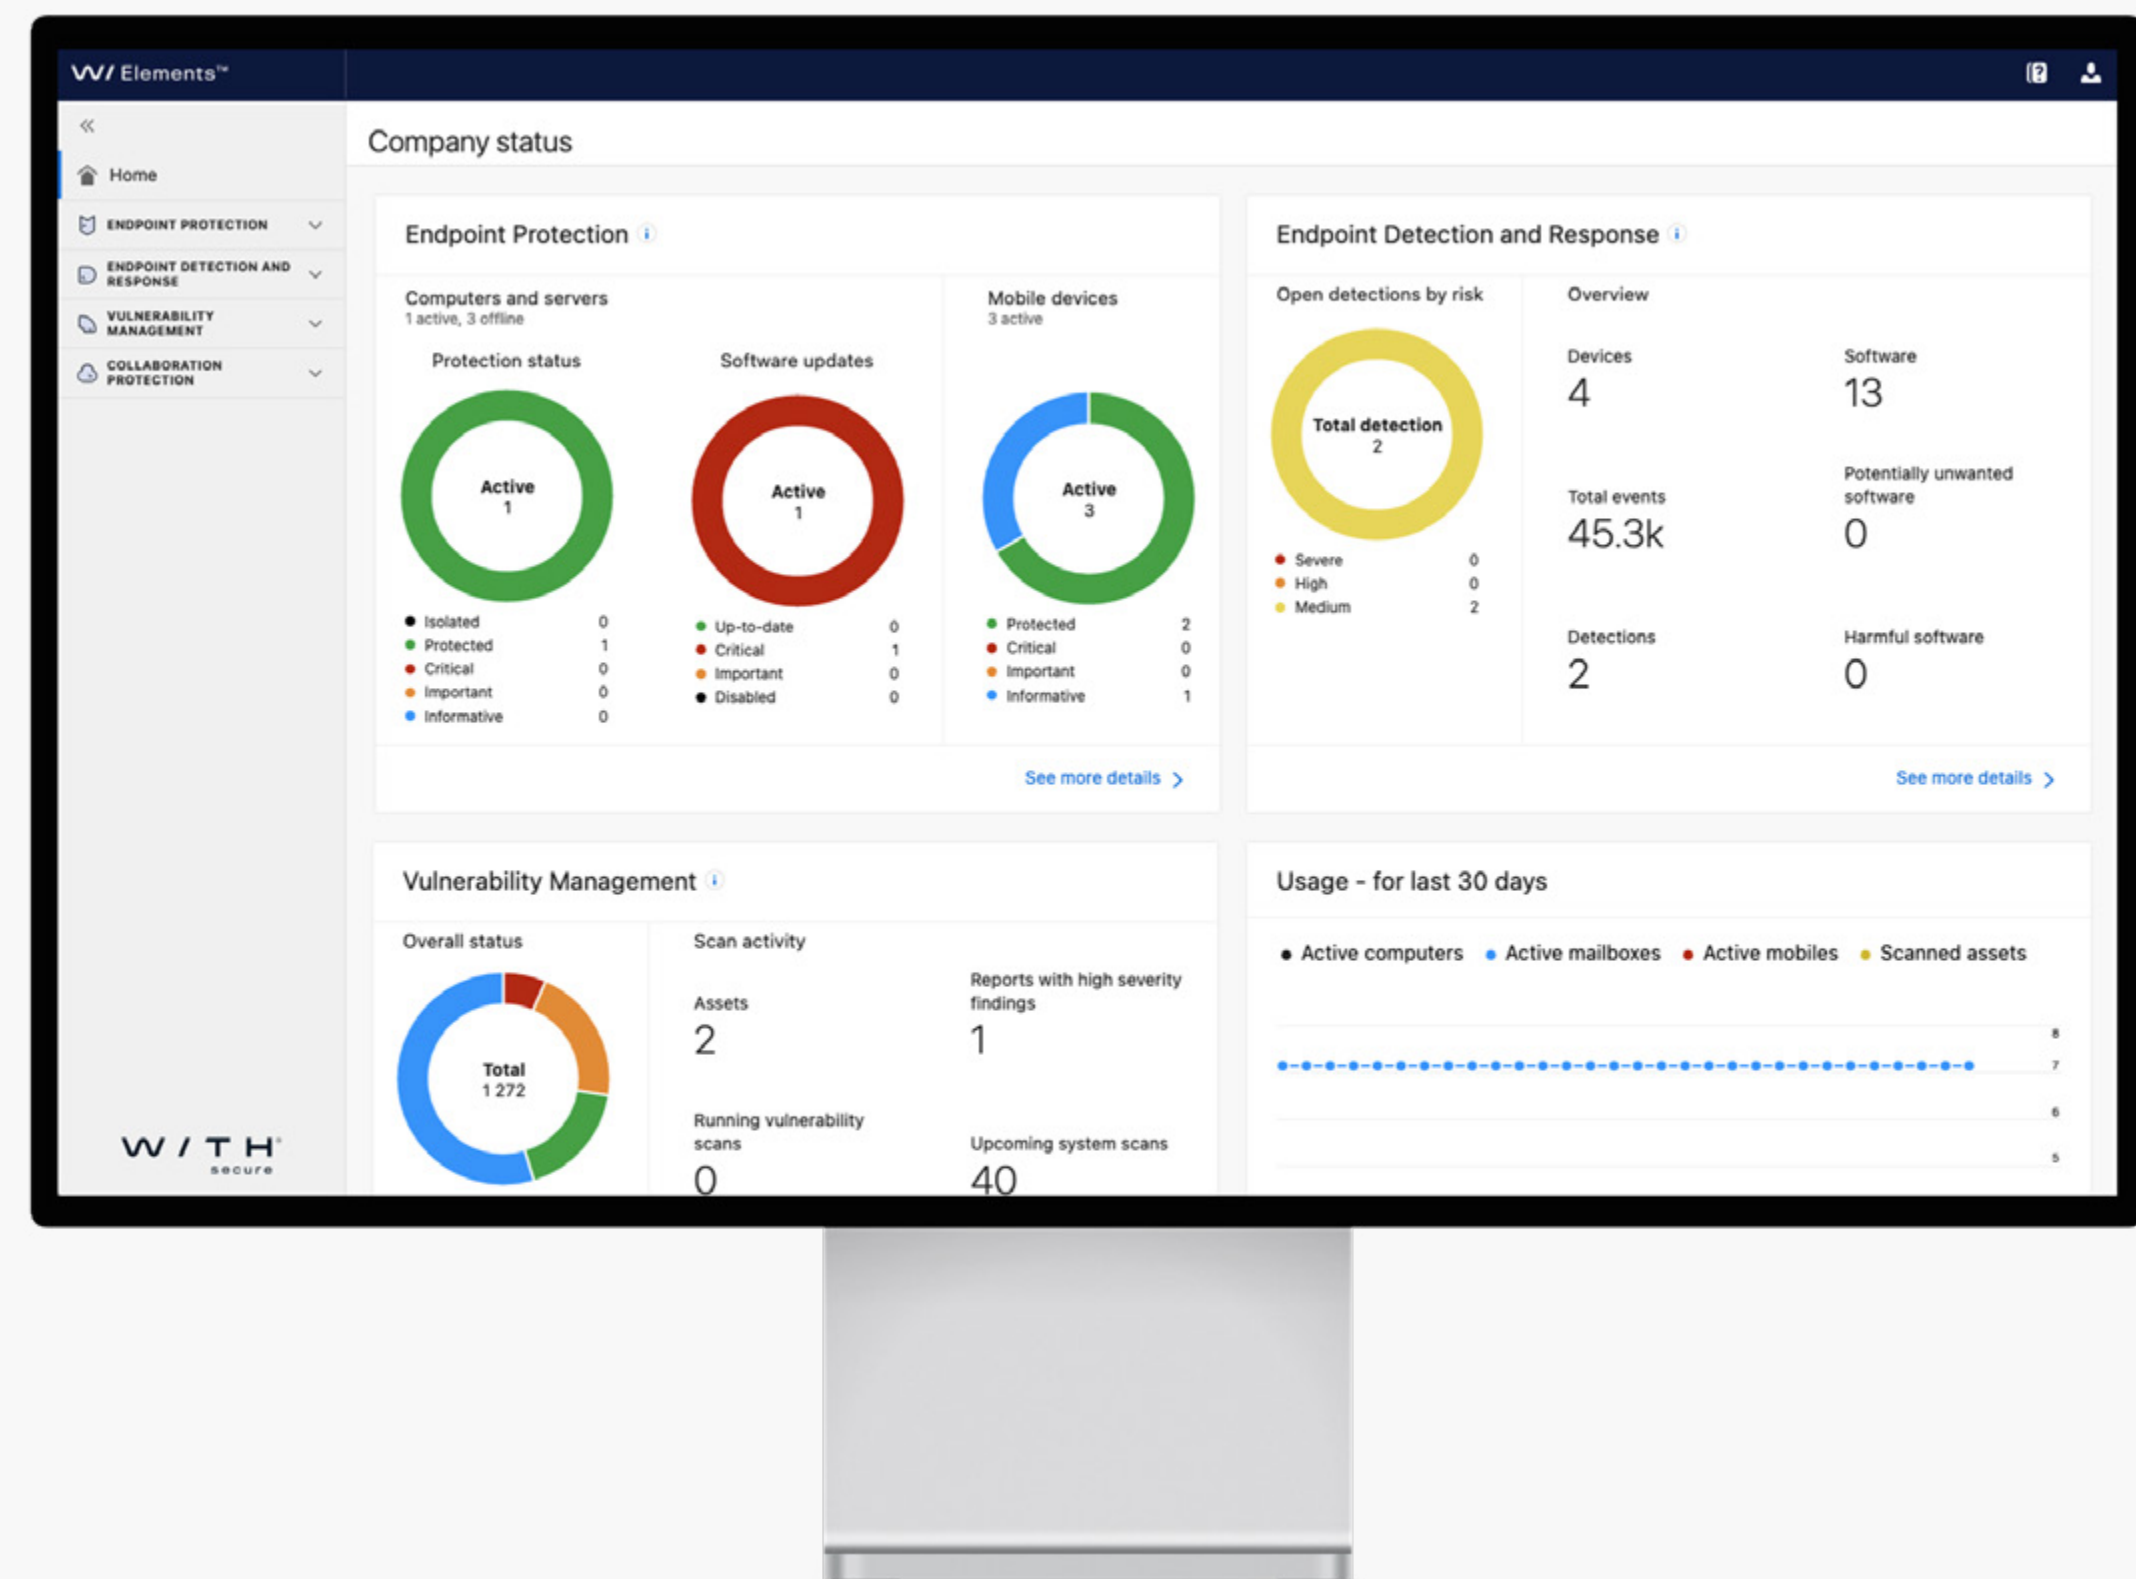 W/ Elements™
Company status
Home
ENDPOINT PROTECTION
ENDPOINT DETECTION AND
RESPONSE
VULNERABILITY
MANAGEMENT
COLLABORATION
PROTECTION
W / T H
secure
Endpoint Protection
Computers and servers
1 active, 3 offline
Protection status
Active
1
Isolated 0
Protected 1
Critical 0
Important 0
Informative 0
Software updates
Active
1
Up-to-date 0
Critical 1
Important 0
Disabled 0
Mobile devices
3 active
Active
3
Protected 2
Critical 0
Important 0
Informative 1
See more details
Endpoint Detection and Response
Open detections by risk
Total detection
2
Severe 0
High 0
Medium 2
Overview
Devices
4
Software
13
Total events
45.3k
Potentially unwanted
software
0
Detections
2
Harmful software
0
See more details
Vulnerability Management
Overall status
Total
1 272
Scan activity
Assets
2
Reports with high severity
findings
1
Running vulnerability
scans
0
Upcoming system scans
40
Usage - for last 30 days
Active computers Active mailboxes Active mobiles Scanned assets
8
7
6
5